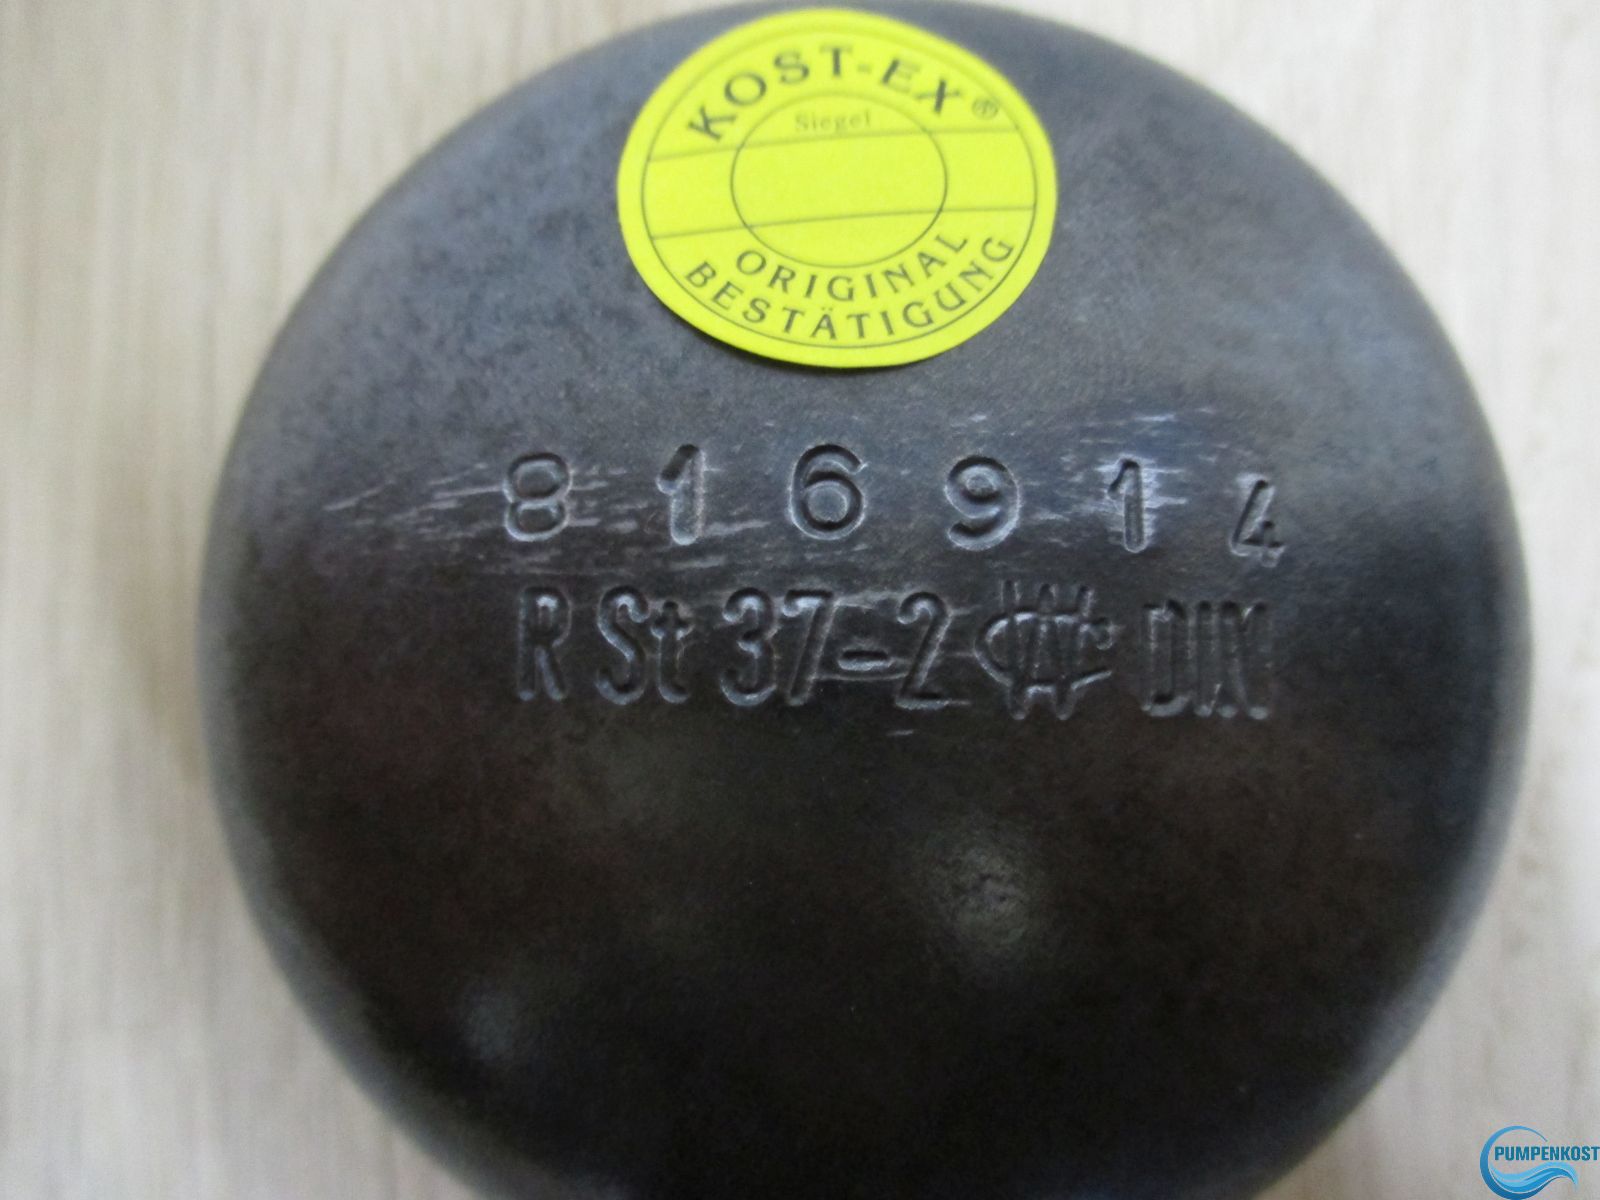 KOST-EX®
Siegel
ORIGINAL
BESTÄTIGUNG
816914
R St 37-2 DIN
PUMPENKOST